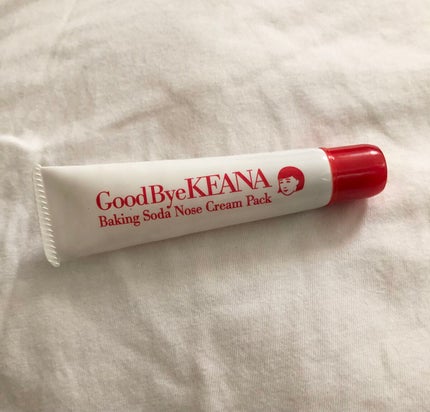 GoodByeKEANA
Baking Soda Nose Cream Pack